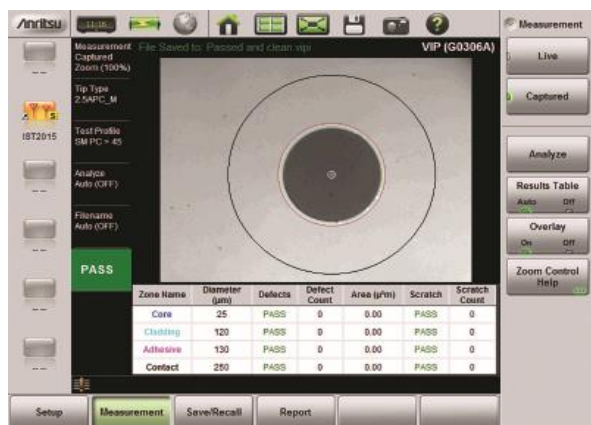 Anritsu
11:16
Measurement
Measurement
Captured
Zoom (100%)
File Saved to: Passed and clean.vipi
VIP (G0306A)
Tip Type
2.5APC_M
Test Profile
SM PC > 45
Analyze
Auto (OFF)
Filename
Auto (OFF)
PASS
IST2015
-- --
-- --
-- --
-- --
-- --
Zone Name Diameter (µm) Defects Defect Count Area (µ²m) Scratch Scratch Count
Core 25 PASS 0 0.00 PASS 0
Cladding 120 PASS 0 0.00 PASS 0
Adhesive 130 PASS 0 0.00 PASS 0
Contact 250 PASS 0 0.00 PASS 0
Live
Captured
Analyze
Results Table
Auto Off
Overlay
On Off
Zoom Control
Help
Setup
Measurement
Save/Recall
Report